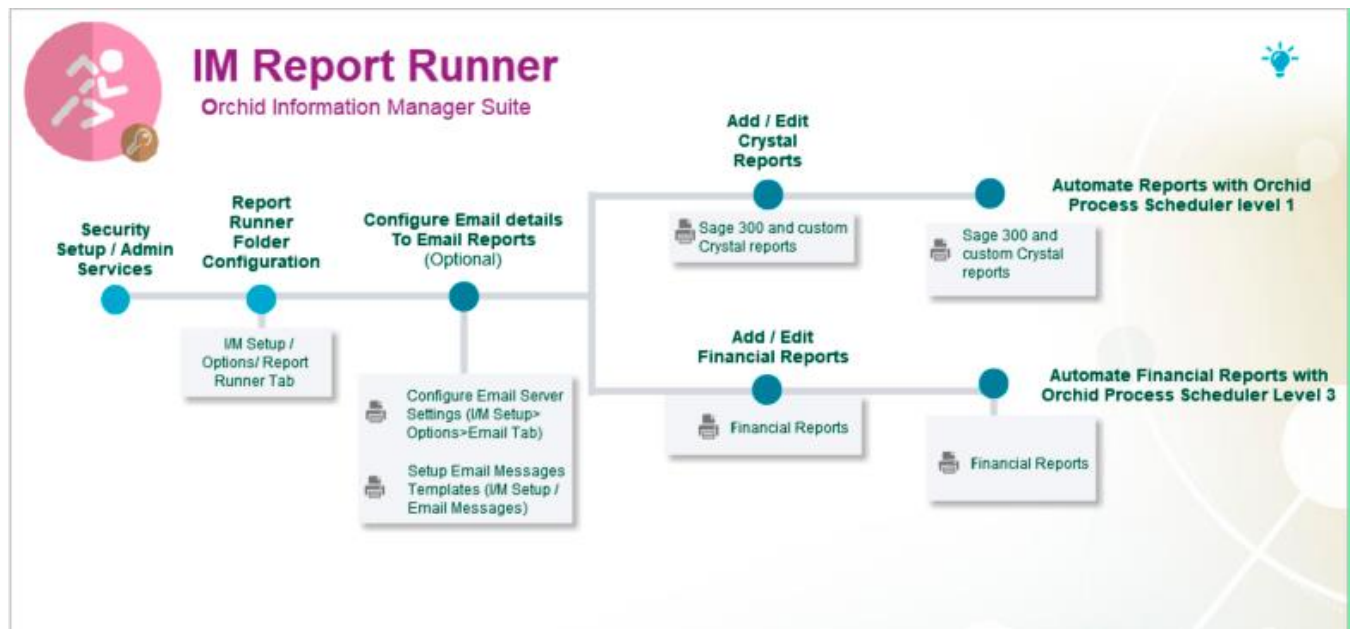 IM Report Runner
Orchid Information Manager Suite
Security
Setup / Admin
Services
Report
Runner
Folder
Configuration
I/M Setup /
Options/ Report
Runner Tab
Configure Email details
To Email Reports
(Optional)
Configure Email Server
Settings (I/M Setup>
Options>Email Tab)
Setup Email Messages
Templates (I/M Setup /
Email Messages)
Add / Edit
Crystal
Reports
Sage 300 and custom
Crystal reports
Automate Reports with Orchid
Process Scheduler level 1
Sage 300 and
custom Crystal
reports
Add / Edit
Financial Reports
Financial Reports
Automate Financial Reports with
Orchid Process Scheduler Level 3
Financial Reports